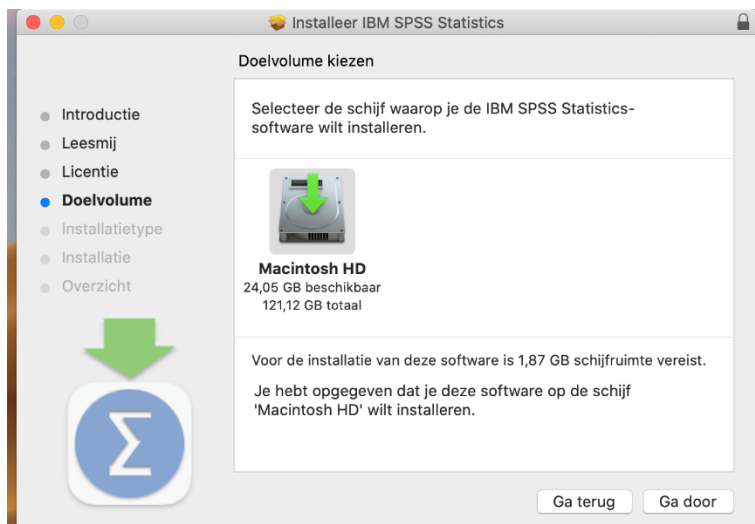 Installeer IBM SPSS Statistics
Doelvolume kiezen
Introductie
Leesmij
Licentie
Doelvolume
Installatietype
Installatie
Overzicht
Selecteer de schijf waarop je de IBM SPSS Statistics-
software wilt installeren.
Macintosh HD
24,05 GB beschikbaar
121,12 GB totaal
Voor de installatie van deze software is 1,87 GB schijfruimte vereist.
Je hebt opgegeven dat je deze software op de schijf
'Macintosh HD' wilt installeren.
Σ
Ga terug Ga door